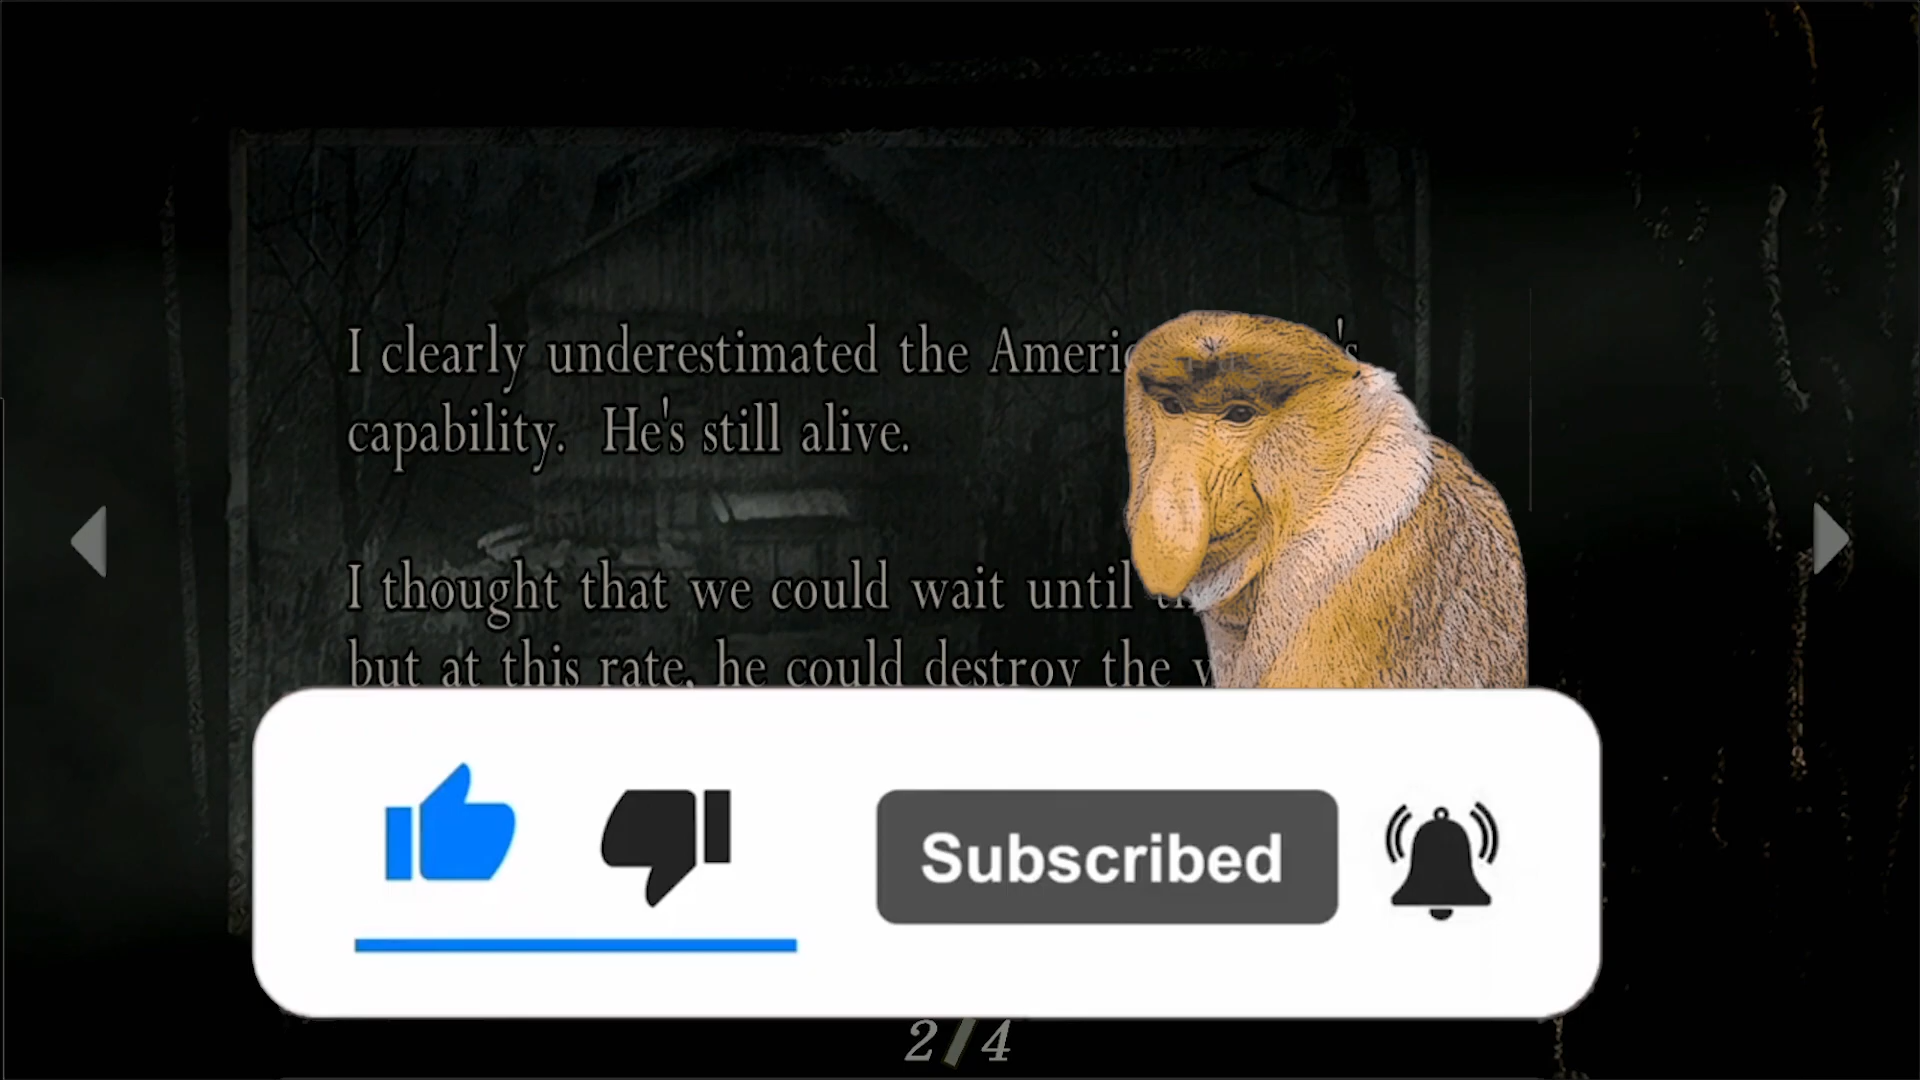 I clearly underestimated the
capability. He's still alive.
I thought that we could wait until
but at this rate, he could destroy the
Subscribed
2/4